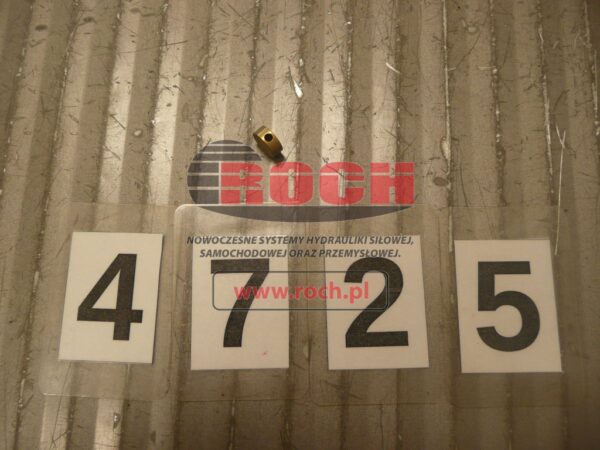 ROCH
NOWOCZESNE SYSTEMY HYDRAULIKI SIŁOWEJ,
SAMOCHODOWEJ ORAZ PRZEMYSŁOWEJ.
www.roch.pl
4 7 2 5